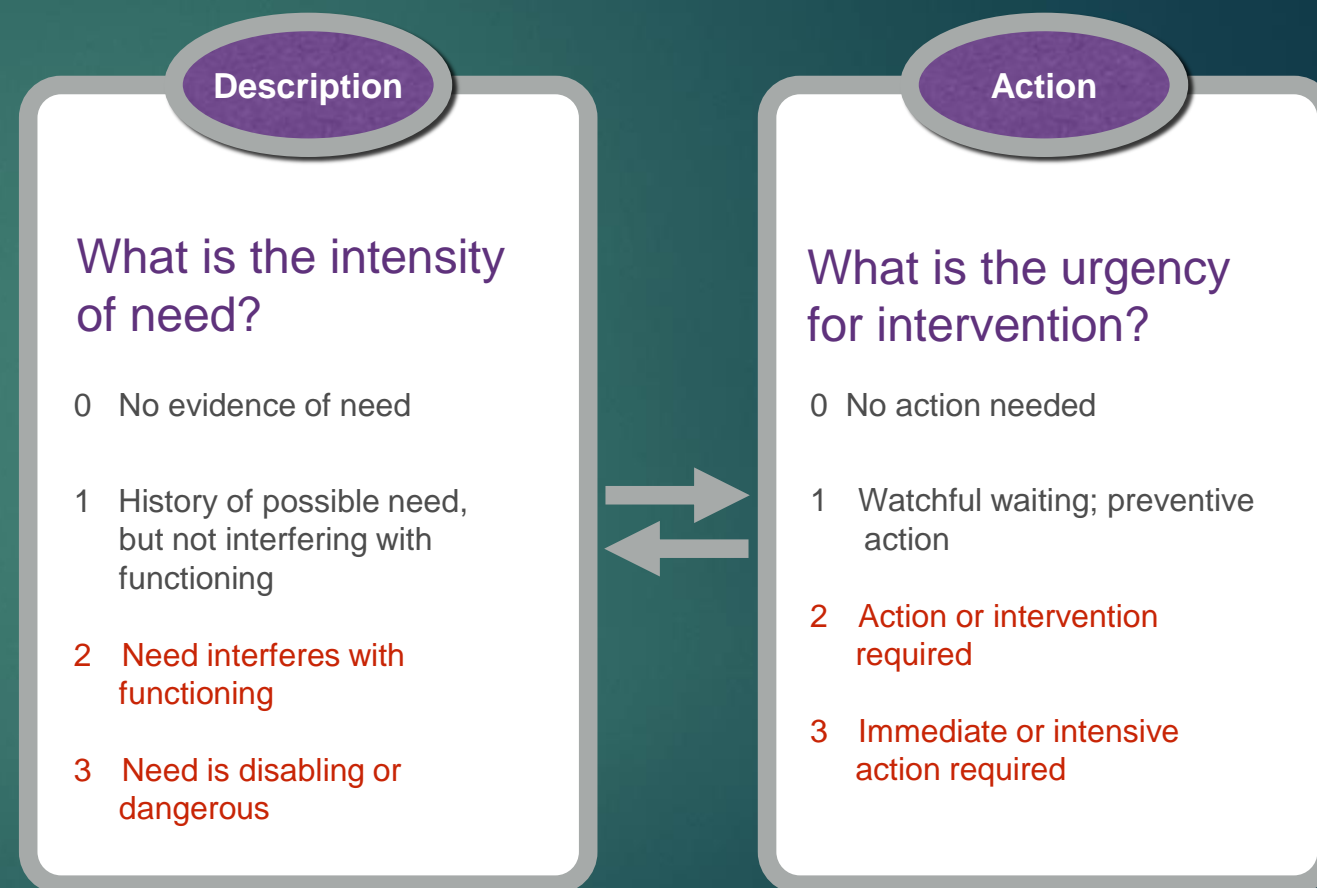 Description
What is the intensity
of need?
0 No evidence of need
1 History of possible need,
but not interfering with
functioning
2 Need interferes with
functioning
3 Need is disabling or
dangerous
Action
What is the urgency
for intervention?
0 No action needed
1 Watchful waiting; preventive
action
2 Action or intervention
required
3 Immediate or intensive
action required